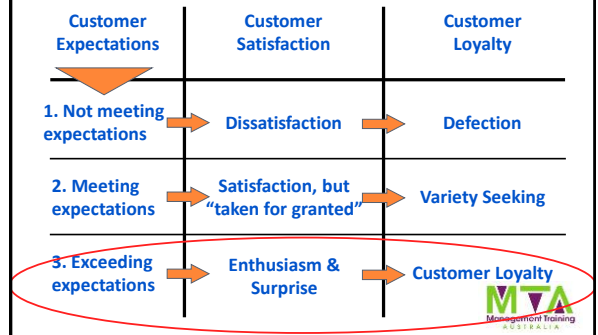 Customer
Expectations
Customer
Satisfaction
Customer
Loyalty
1. Not meeting
expectations
Dissatisfaction
Defection
2. Meeting
expectations
Satisfaction, but
“taken for granted”
Variety Seeking
3. Exceeding
expectations
Enthusiasm &
Surprise
Customer Loyalty
MTA
Management Training
AUSTRALIA